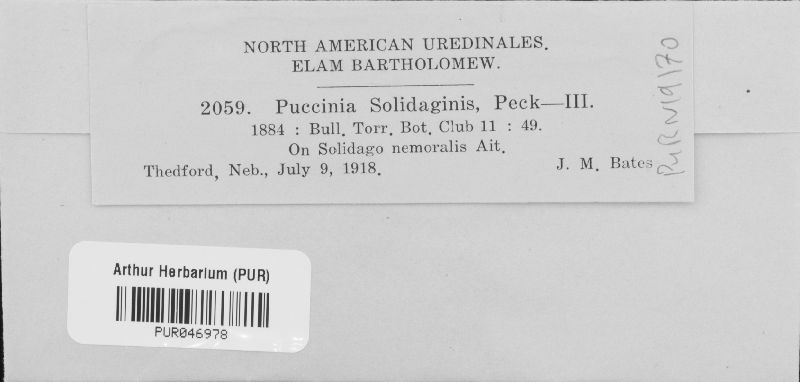 NORTH AMERICAN UREDINALES.
ELAM BARTHOLOMEW.
2059. Puccinia Solidaginis, Peck—III.
1884 : Bull. Torr. Bot. Club 11 : 49.
On Solidago nemoralis Ait.
Thedford, Neb., July 9, 1918. J. M. Bates
PUR N19170
Arthur Herbarium (PUR)
PUR046978